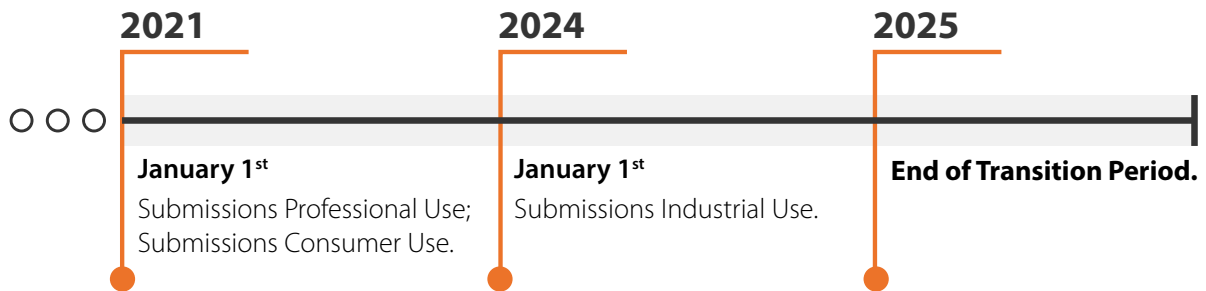 2021
2024
2025
January 1st
Submissions Professional Use;
Submissions Consumer Use.
January 1st
Submissions Industrial Use.
End of Transition Period.